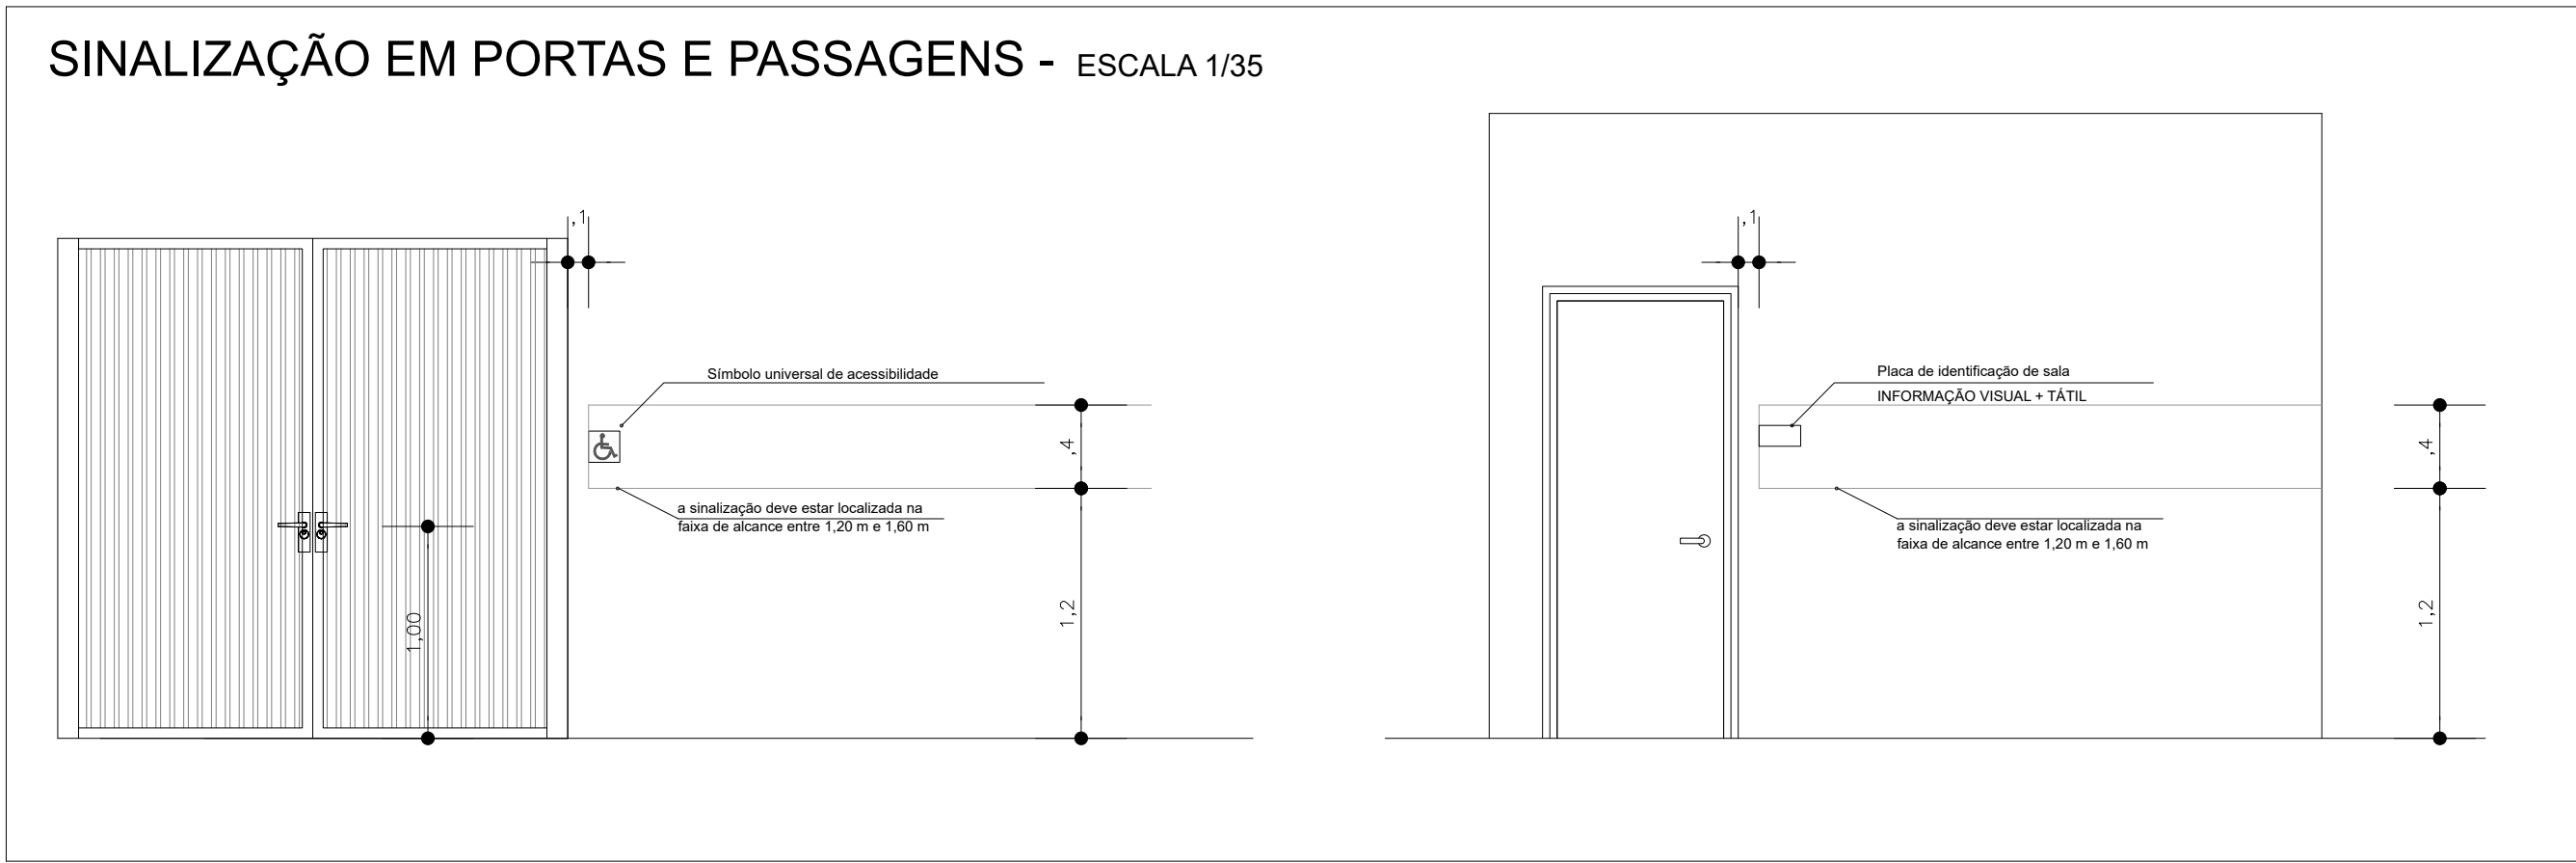 SINALIZAÇÃO EM PORTAS E PASSAGENS - ESCALA 1/35
,1
Símbolo universal de acessibilidade
,4
a sinalização deve estar localizada na
faixa de alcance entre 1,20 m e 1,60 m
1,00
1,2
,1
Placa de identificação de sala
INFORMAÇÃO VISUAL + TÁTIL
,4
a sinalização deve estar localizada na
faixa de alcance entre 1,20 m e 1,60 m
1,2